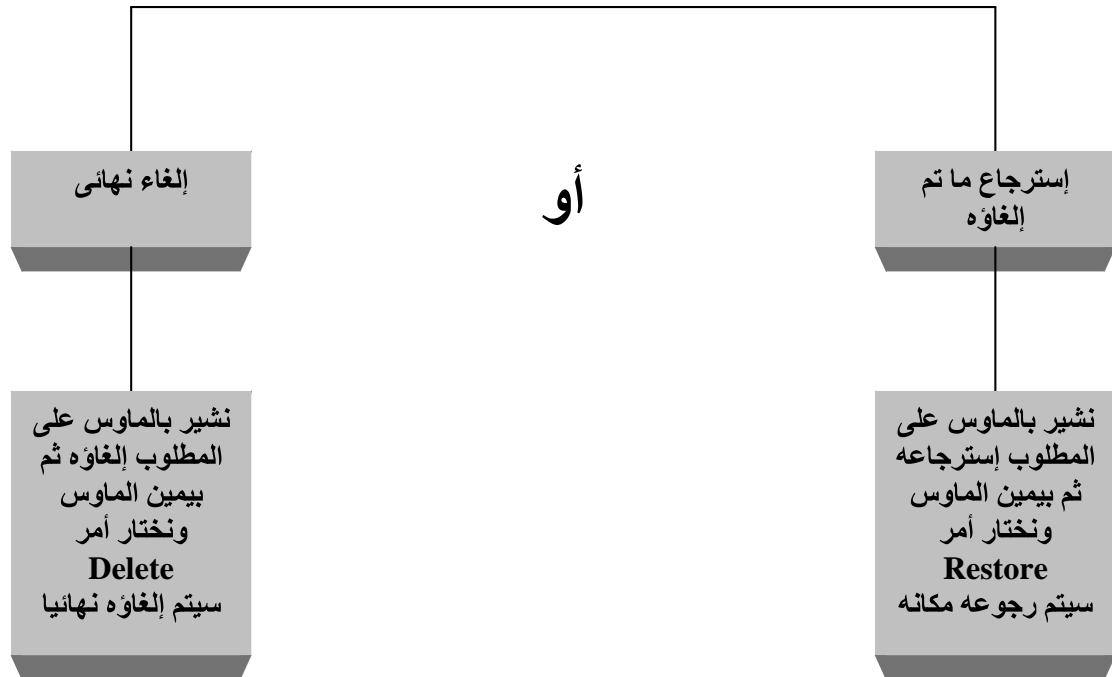 إسترجاع ما تم
إلغاؤه
أو
إلغاء نهائى
نشير بالماوس على
المطلوب إسترجاعه
ثم بيمين الماوس
ونختار أمر
Restore
سيتم رجوعه مكانه
نشير بالماوس على
المطلوب إلغاؤه ثم
بيمين الماوس
ونختار أمر
Delete
سيتم إلغاؤه نهائيا